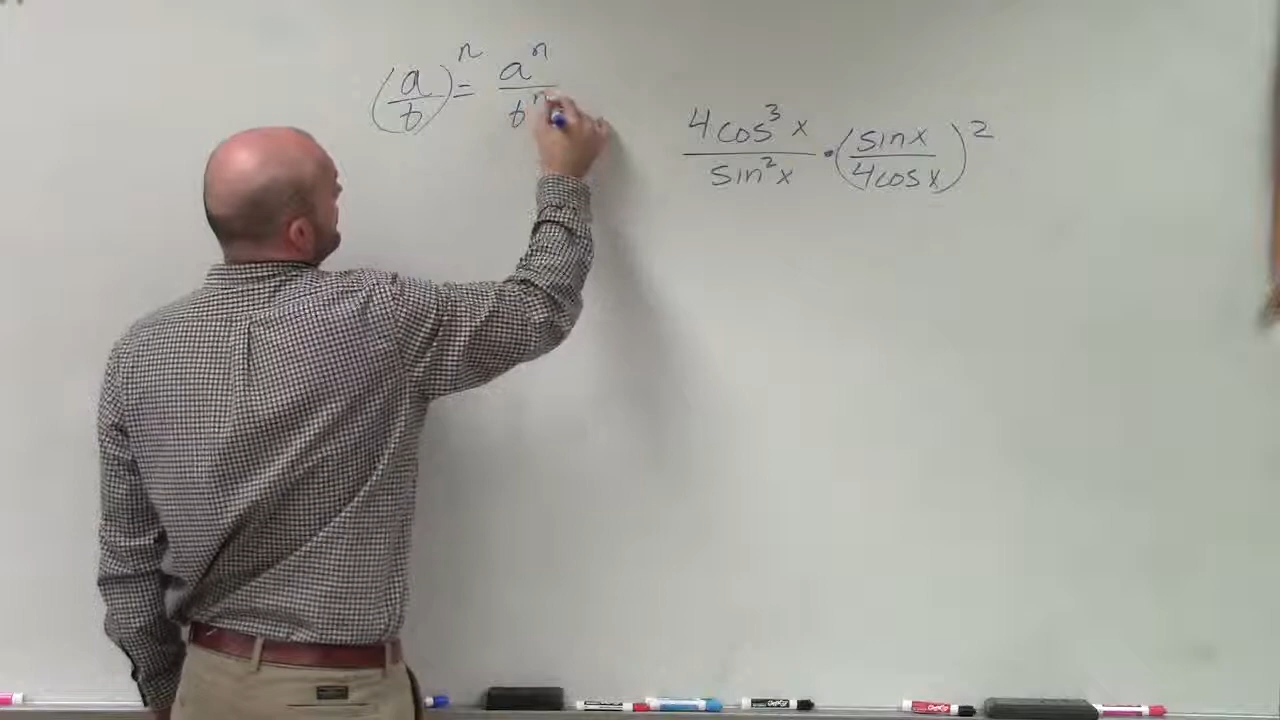 (a/b)^n = a^n/b^n
4cos³x/sin²x · (sinx/4cosx)²